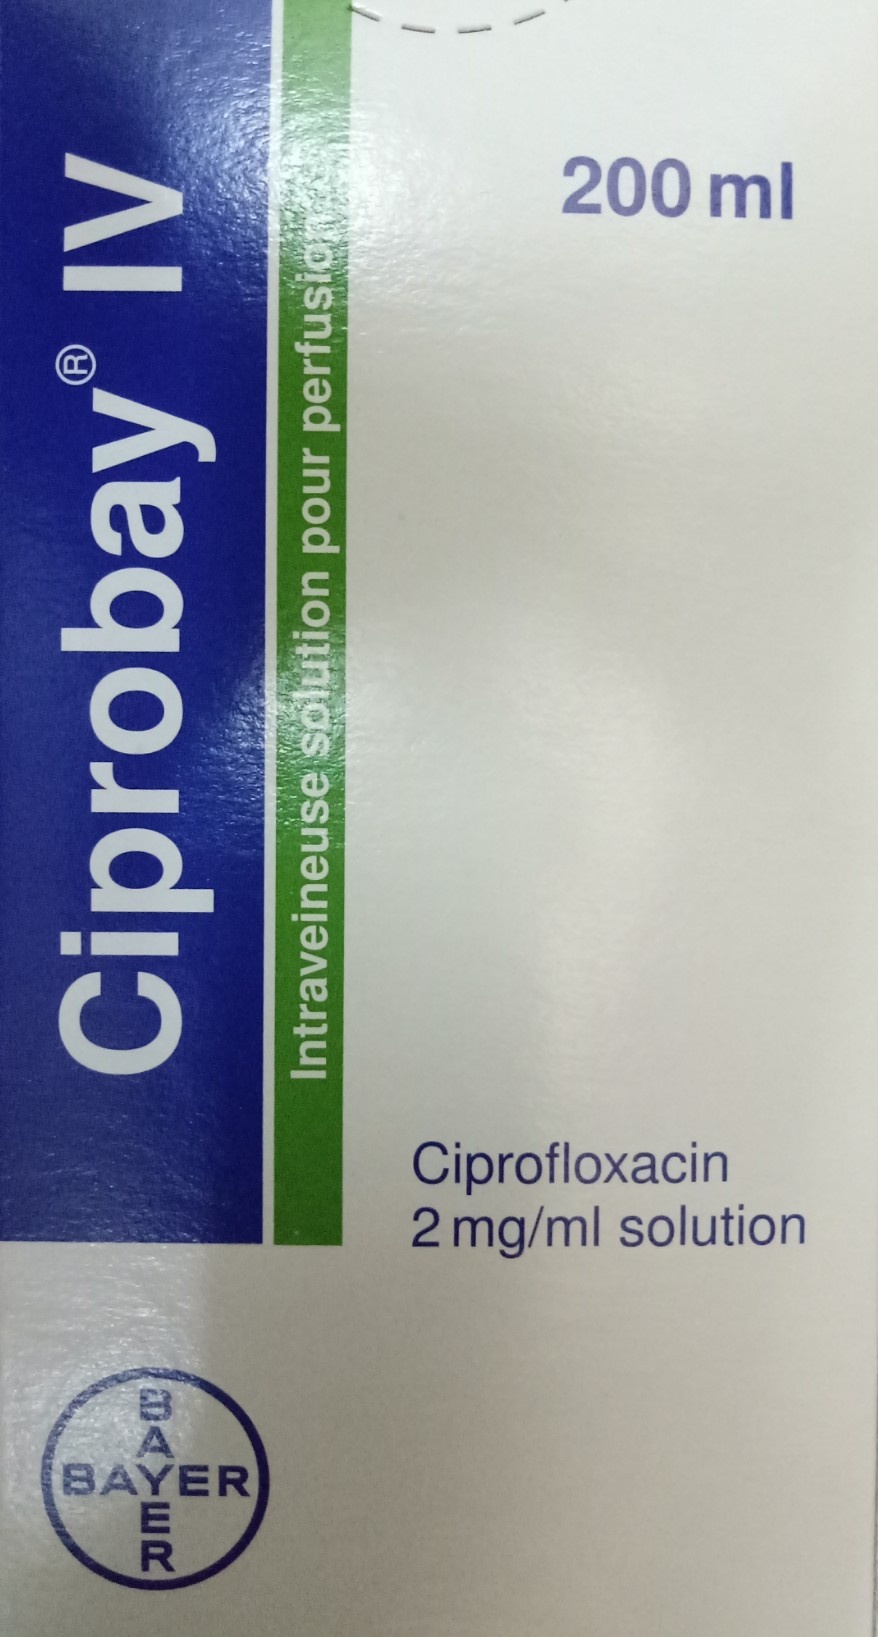 Ciprobay® IV
Intraveineuse solution pour perfusion
200 ml
Ciprofloxacin
2 mg/ml solution
BAYER
BAYER